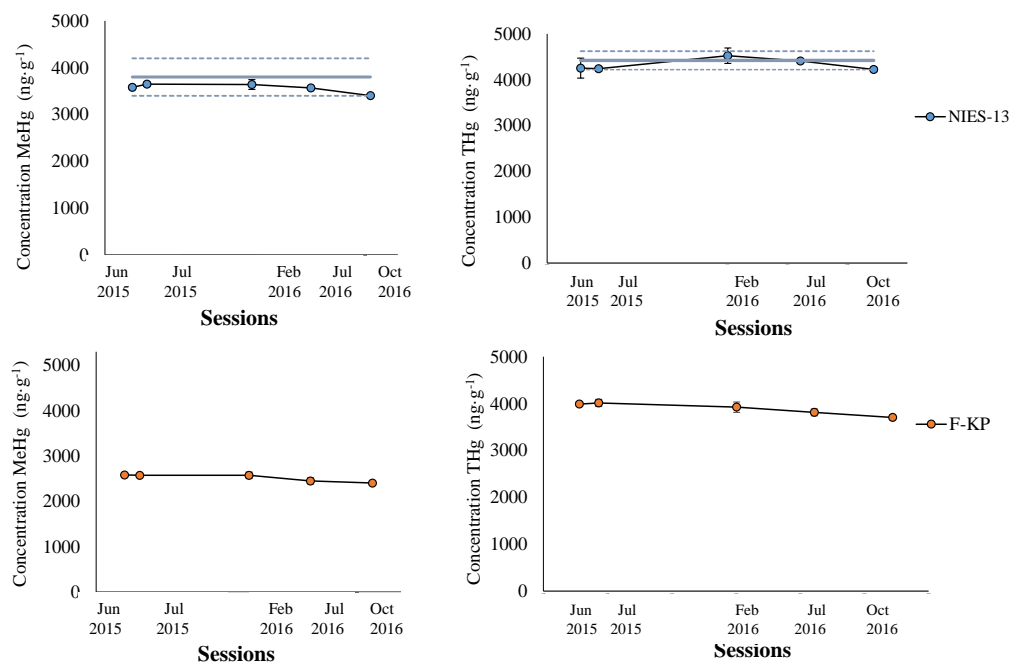 Concentration MeHg (ng·g-1)
5000
4000
3000
2000
1000
0
Jun Jul Feb Jul Oct
2015 2015 2016 2016 2016
Sessions
Concentration THg (ng·g-1)
5000
4000
3000
2000
1000
0
Jun Jul Feb Jul Oct
2015 2015 2016 2016 2016
Sessions
NIES-13
Concentration MeHg (ng·g-1)
5000
4000
3000
2000
1000
0
Jun Jul Feb Jul Oct
2015 2015 2016 2016 2016
Sessions
Concentration THg (ng·g-1)
5000
4000
3000
2000
1000
0
Jun Jul Feb Jul Oct
2015 2015 2016 2016 2016
Sessions
F-KP